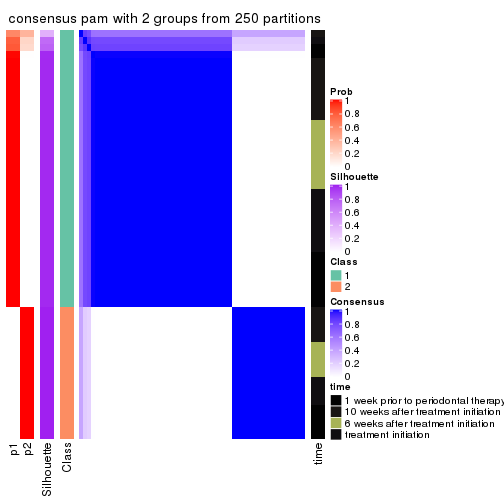 consensus pam with 2 groups from 250 partitions
Prob
1
0.8
0.6
0.4
0.2
0
Silhouette
1
0.8
0.6
0.4
0.2
0
Class
1
2
Consensus
1
0.8
0.6
0.4
0.2
0
time
1 week prior to periodontal therapy
10 weeks after treatment initiation
6 weeks after treatment initiation
treatment initiation
p1
p2
Silhouette
Class
time